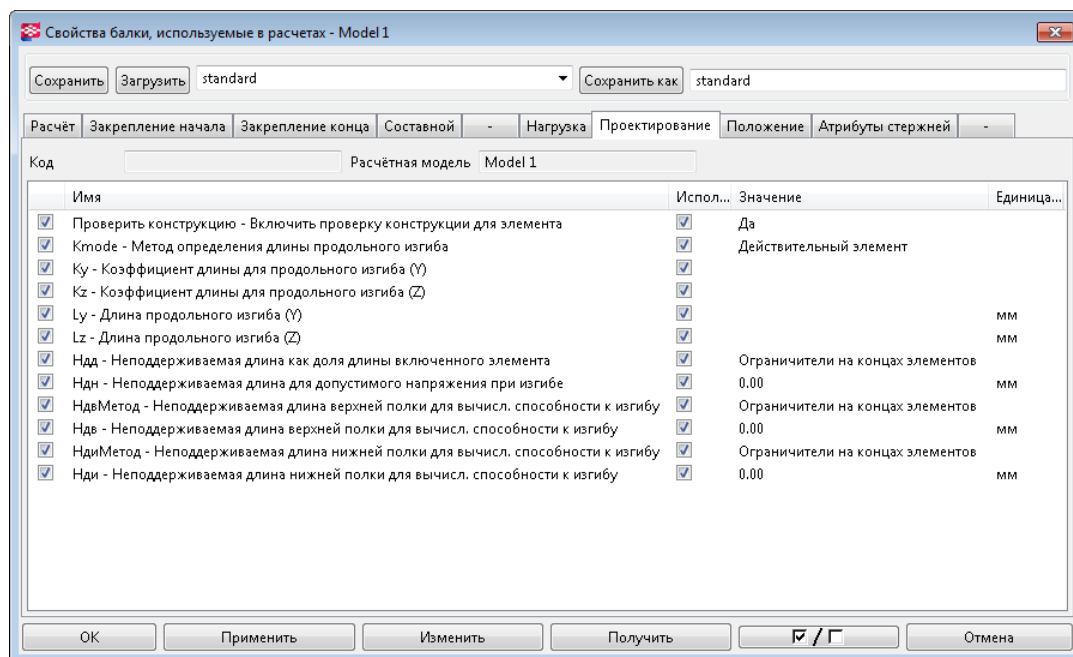 Свойства балки, используемые в расчетах - Model 1
Сохранить Загрузить standard Сохранить как standard
Расчёт Закрепление начала Закрепление конца Составной - Нагрузка Проектирование Положение Атрибуты стержней -
Код Расчётная модель Model 1
Имя Испол... Значение Единица...
Проверить конструкцию - Включить проверку конструкции для элемента Да
Kmode - Метод определения длины продольного изгиба Действительный элемент
Ky - Коэффициент длины для продольного изгиба (Y)
Kz - Коэффициент длины для продольного изгиба (Z)
Ly - Длина продольного изгиба (Y) мм
Lz - Длина продольного изгиба (Z) мм
Ндд - Неподдерживаемая длина как доля длины включенного элемента Ограничители на концах элементов
Ндн - Неподдерживаемая длина для допустимого напряжения при изгибе 0.00 мм
НдвМетод - Неподдерживаемая длина верхней полки для вычисл. способности к изгибу Ограничители на концах элементов
Ндв - Неподдерживаемая длина верхней полки для вычисл. способности к изгибу 0.00 мм
НдиМетод - Неподдерживаемая длина нижней полки для вычисл. способности к изгибу Ограничители на концах элементов
Нди - Неподдерживаемая длина нижней полки для вычисл. способности к изгибу 0.00 мм
OK Применить Изменить Получить / Отмена